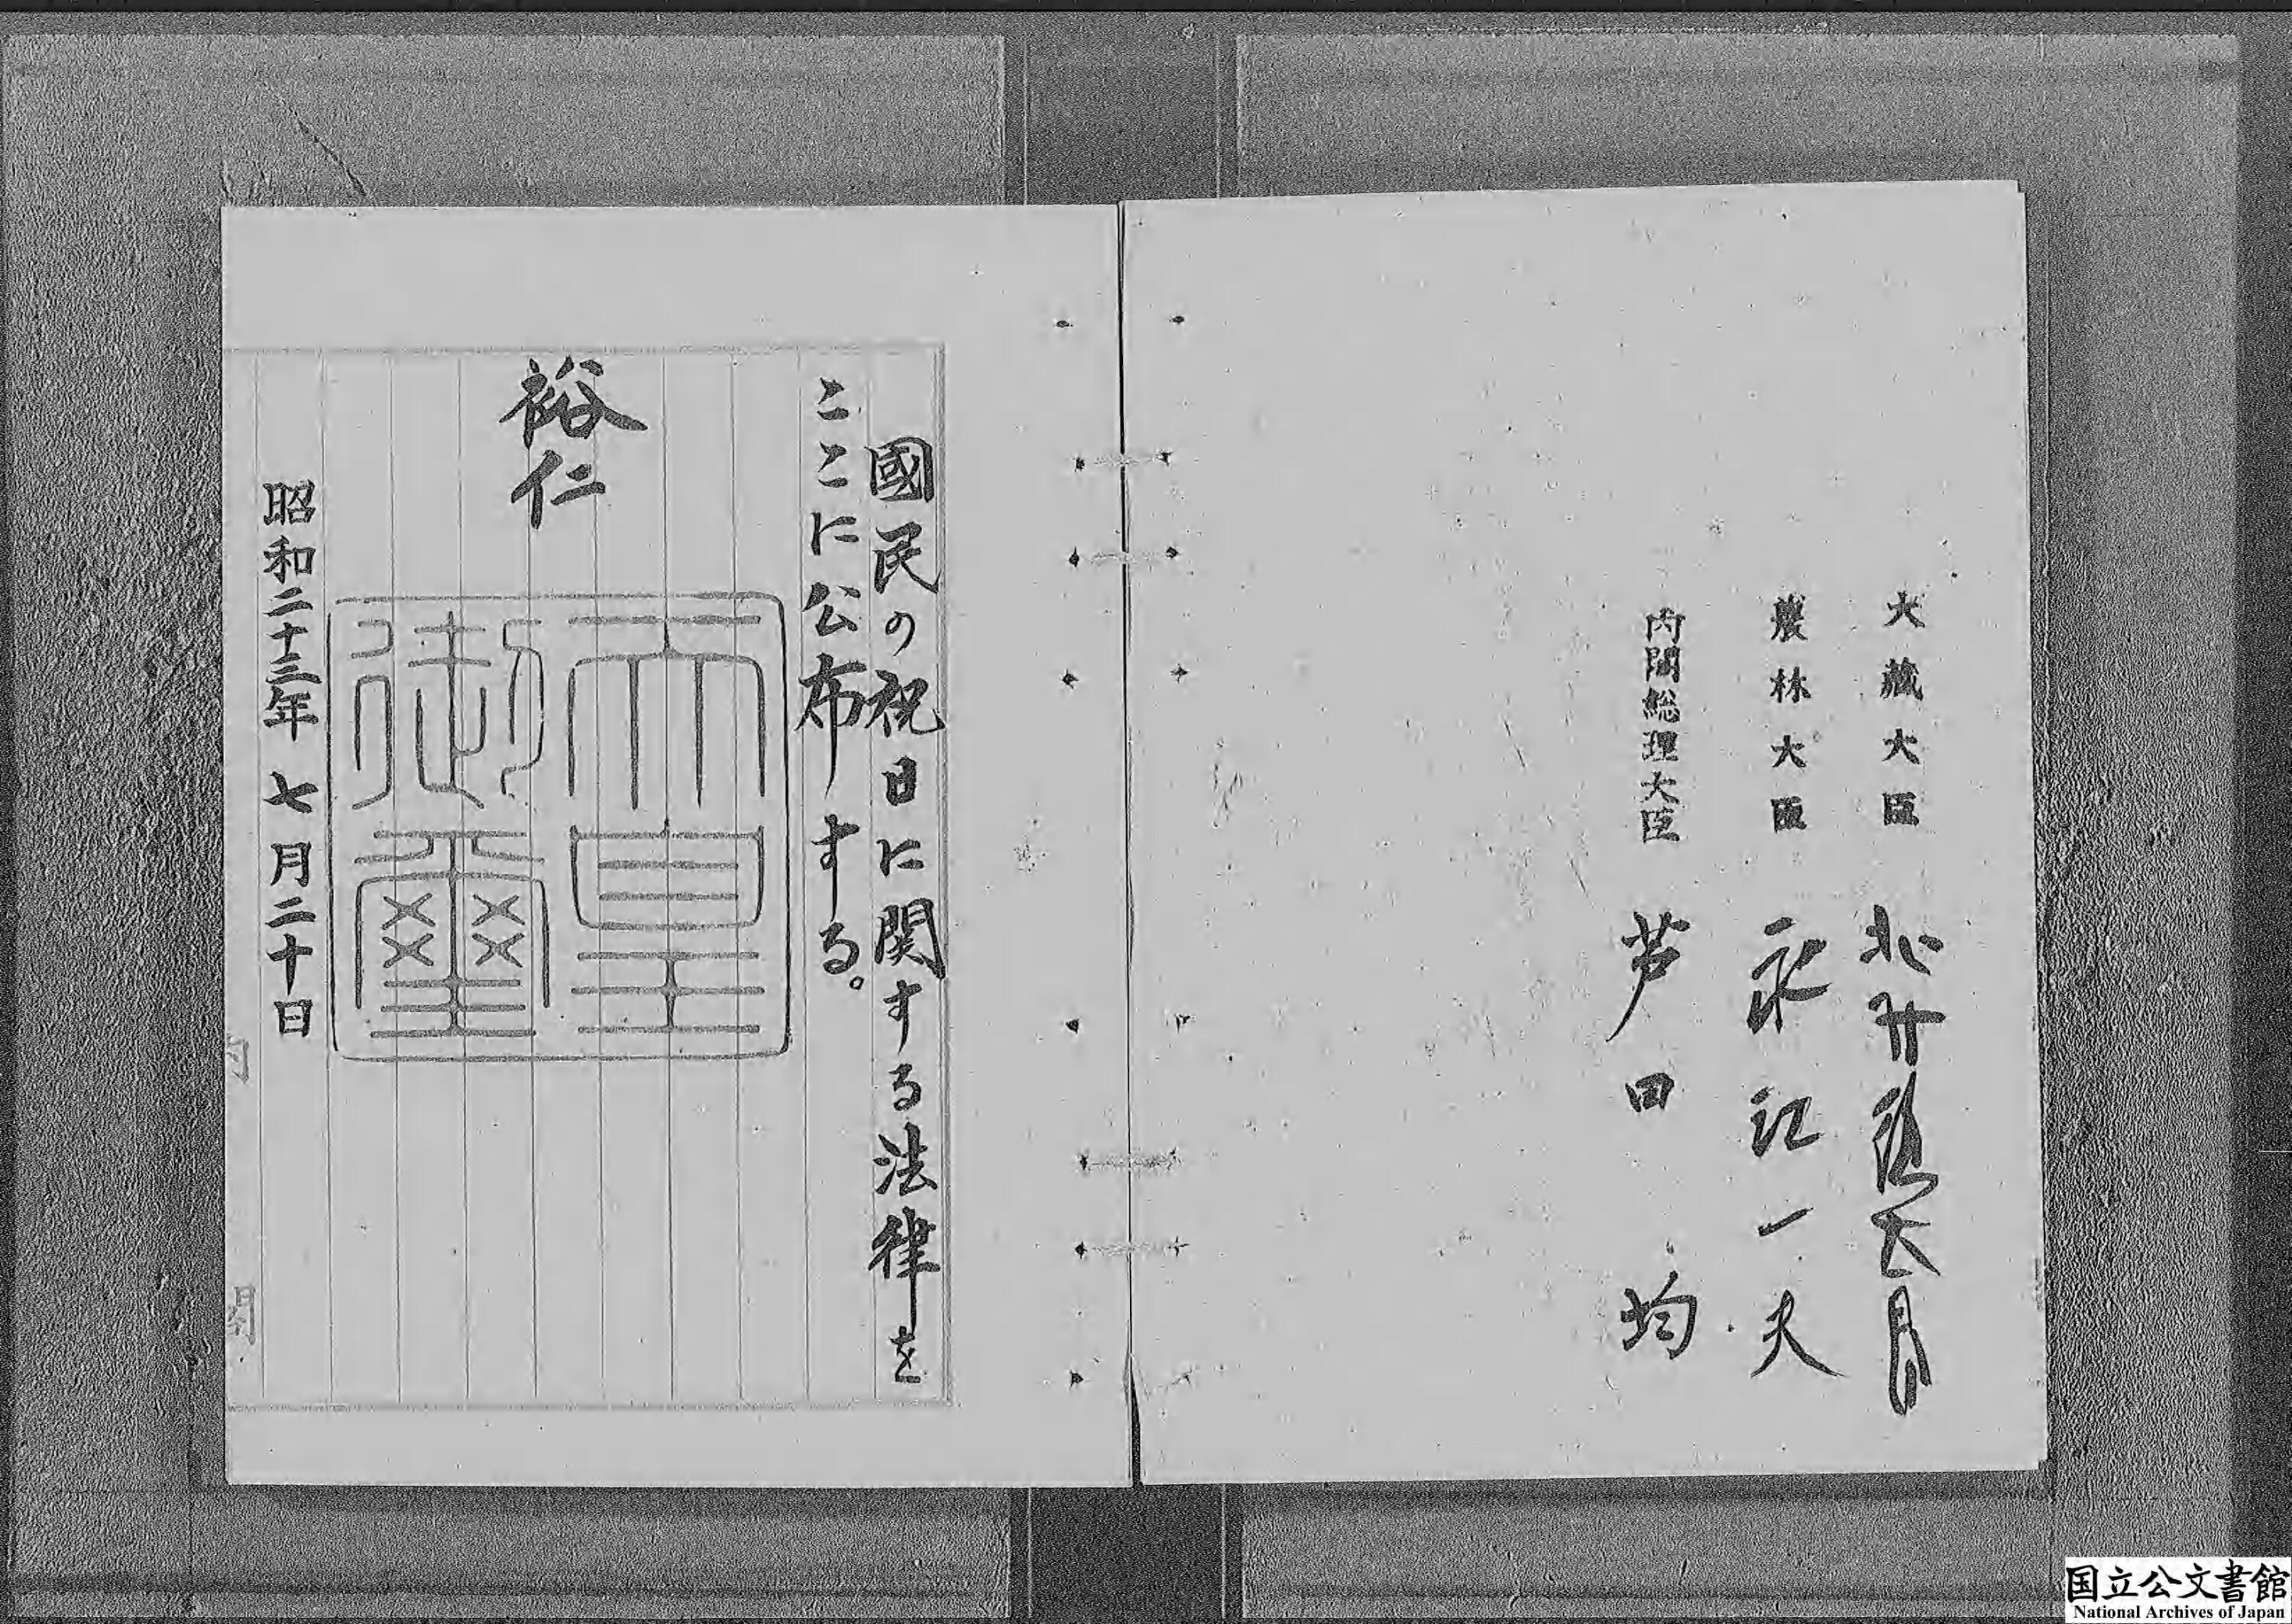 大藏大臣 北村德太郎
農林大臣 永江一夫
内閣総理大臣 芦田 均
國民の祝日に関する法律を
ここに公布する。
裕仁
天皇御璽
昭和二十三年 七月二十日
内 閣
国立公文書館
National Archives of Japan